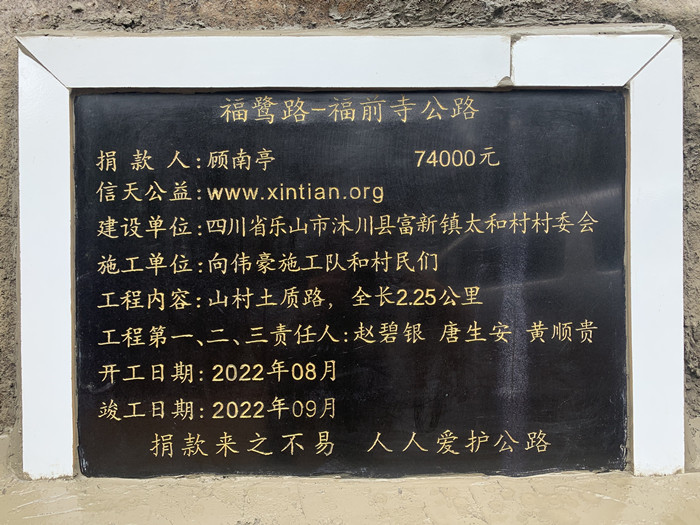 福鹭路-福前寺公路
捐款人:顾南亭 74000元
信天公益:www.xintian.org
建设单位:四川省乐山市沐川县富新镇太和村村委会
施工单位:向伟豪施工队和村民们
工程内容:山村土质路,全长2.25公里
工程第一、二、三责任人:赵碧银 唐生安 黄顺贵
开工日期:2022年08月
竣工日期:2022年09月
捐款来之不易 人人爱护公路